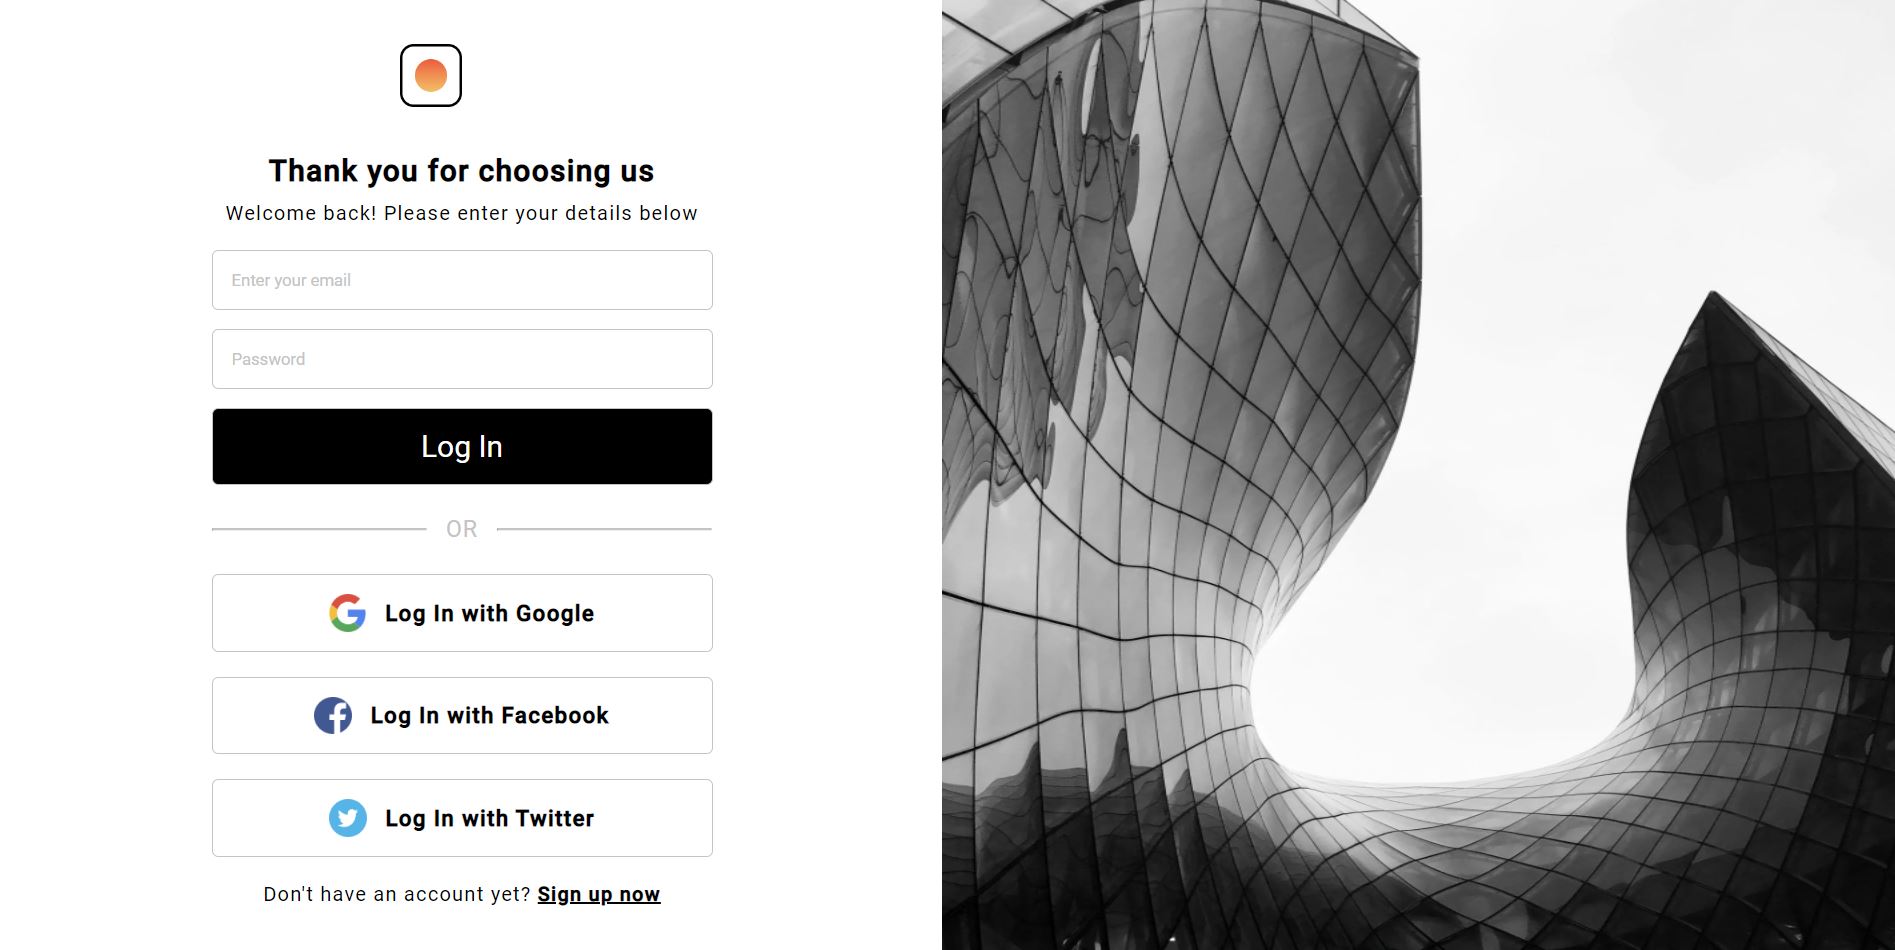 Thank you for choosing us
Welcome back! Please enter your details below
Enter your email
Password
Log In
OR
Log In with Google
Log In with Facebook
Log In with Twitter
Don't have an account yet? Sign up now